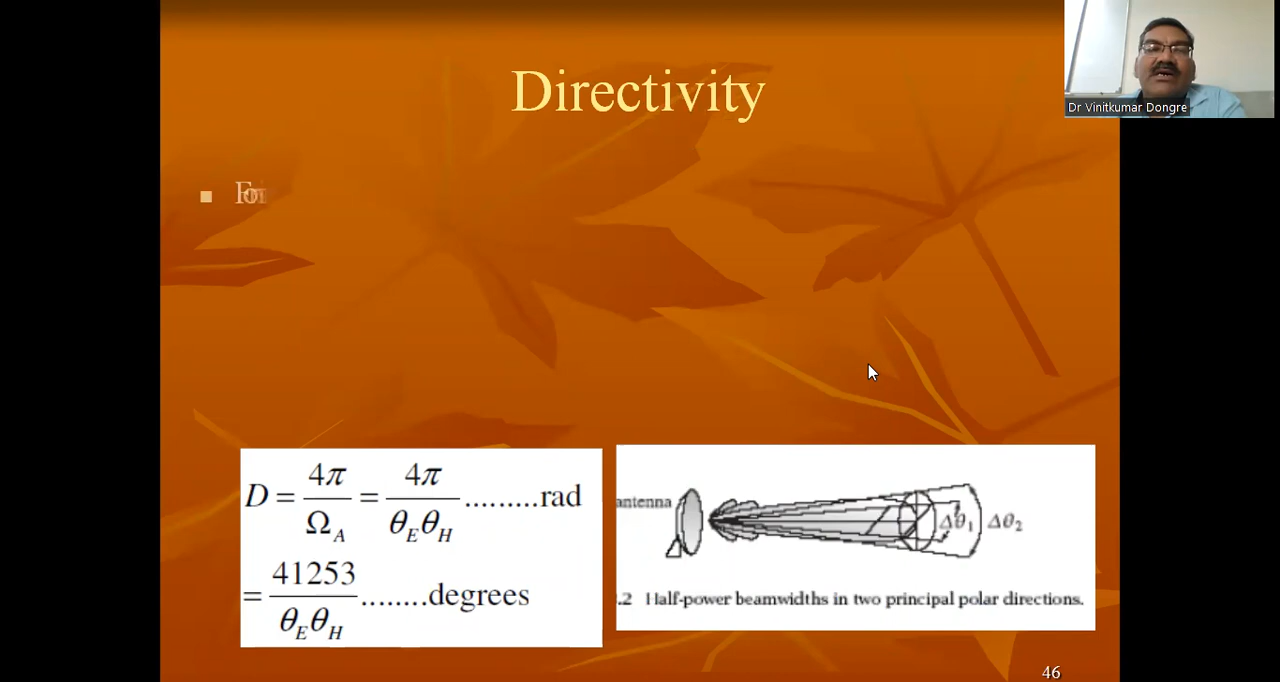 Directivity
Dr Vinitkumar Dongre
D = 4π / Ω_A = 4π / θ_E θ_H .........rad
= 41253 / θ_E θ_H ........degrees
antenna
Δθ₁ Δθ₂
.2 Half-power beamwidths in two principal polar directions.
46